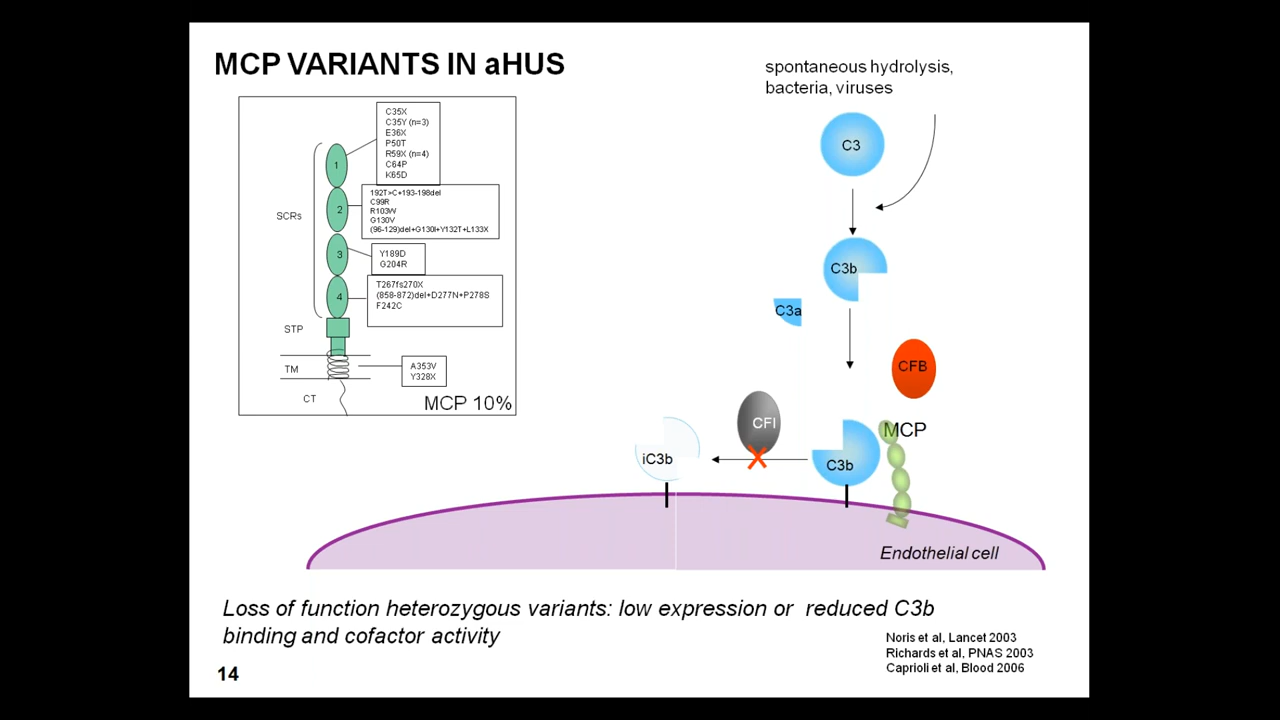 MCP VARIANTS IN aHUS
spontaneous hydrolysis,
bacteria, viruses
C35X
C35Y (n=3)
E36X
P50T
R59X (n=4)
C64P
K65D
1
192T>C+193-198del
C99R
R103W
G130V
(96-129)del+G130I+Y132T+L133X
2
SCRs
Y189D
G204R
3
T267fs270X
(858-872)del+D277N+P278S
F242C
4
STP
TM
A353V
Y328X
CT
MCP 10%
C3
C3b
C3a
CFB
MCP
CFI
iC3b
C3b
Endothelial cell
Loss of function heterozygous variants: low expression or reduced C3b
binding and cofactor activity
Noris et al, Lancet 2003
Richards et al, PNAS 2003
Caprioli et al, Blood 2006
14